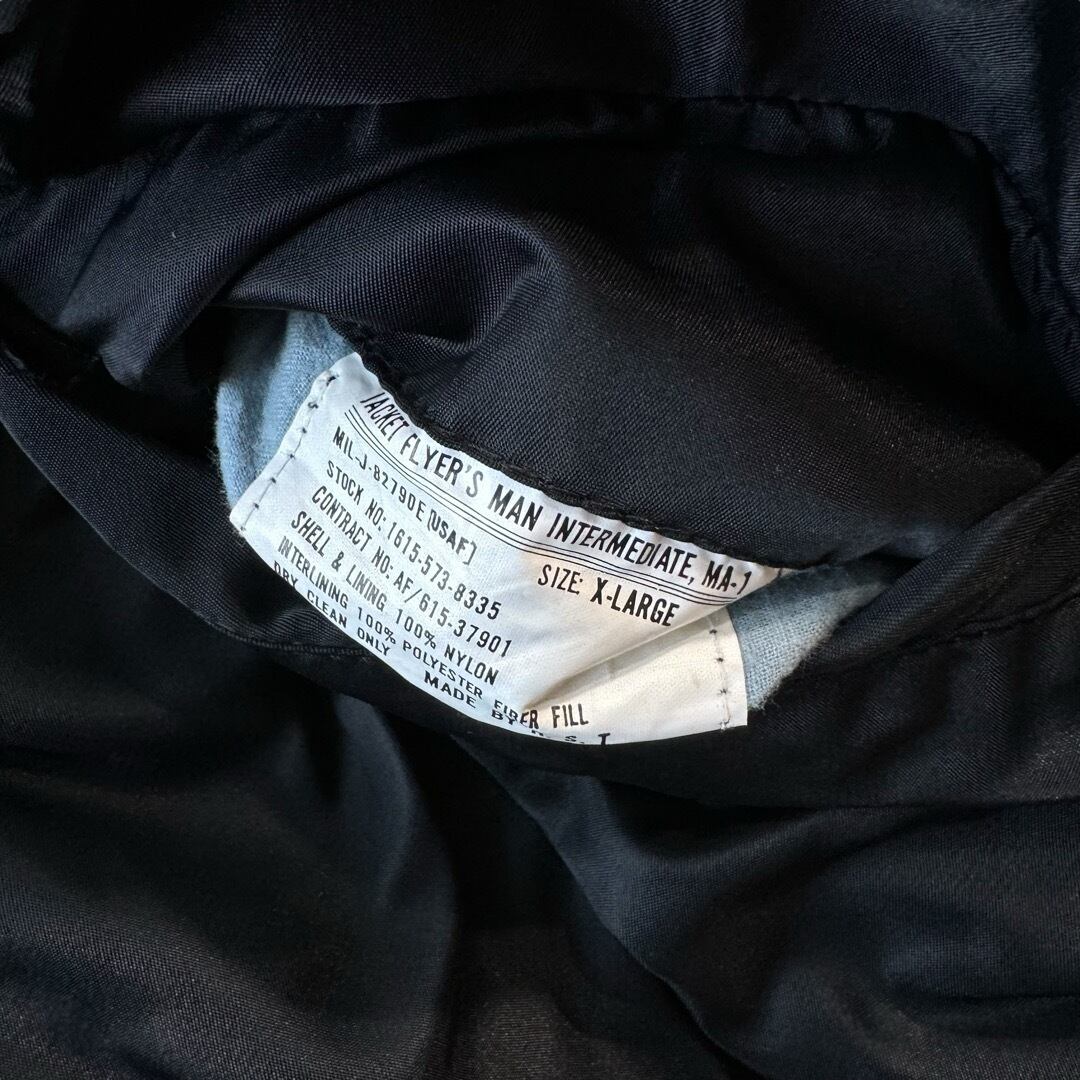 JACKET FLYER'S MAN INTERMEDIATE, MA-1
SIZE: X-LARGE
MIL-J-82790E (USAF)
STOCK NO: 1615-573-8335
CONTRACT NO. AF/615-37901
SHELL & LINING 100% NYLON
INTERLINING 100% POLYESTER FIBER FILL
DRY CLEAN ONLY
MADE BY